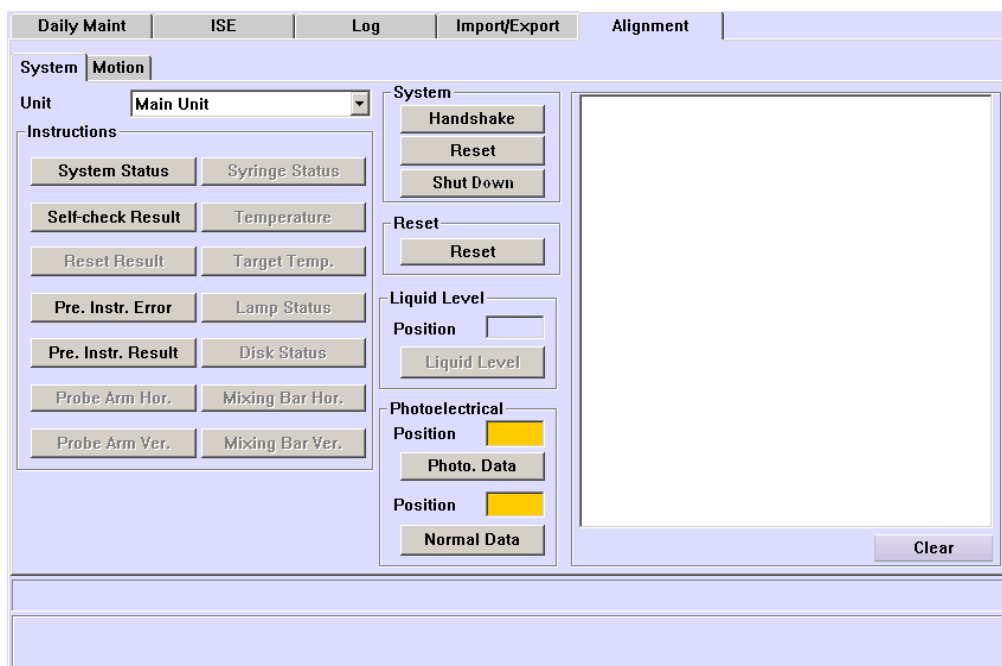 Daily Maint
ISE
Log
Import/Export
Alignment
System
Motion
Unit
Main Unit
Instructions
System Status
Syringe Status
Self-check Result
Temperature
Reset Result
Target Temp.
Pre. Instr. Error
Lamp Status
Pre. Instr. Result
Disk Status
Probe Arm Hor.
Mixing Bar Hor.
Probe Arm Ver.
Mixing Bar Ver.
System
Handshake
Reset
Shut Down
Reset
Reset
Liquid Level
Position
Liquid Level
Photoelectrical
Position
Photo. Data
Position
Normal Data
Clear